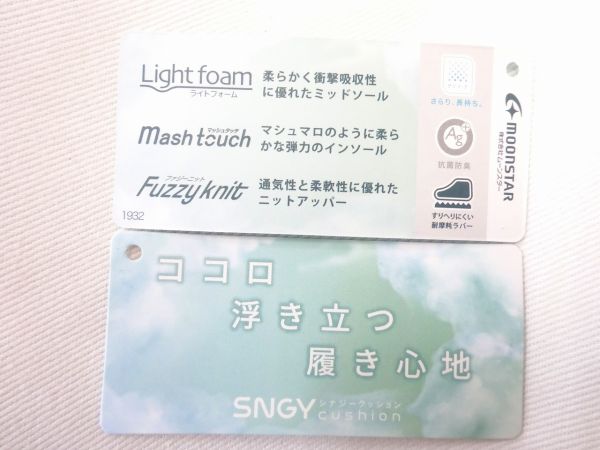 Light foam
ライトフォーム
柔らかく衝撃吸収性
に優れたミッドソール
Mash touch
マッシュタッチ
マシュマロのように柔ら
かな弾力のインソール
Fuzzy knit
ファジーニット
通気性と柔軟性に優れた
ニットアッパー
1932
さらり、長持ち。
Ag+
抗菌防臭
すりへりにくい
耐摩耗ラバー
MOONSTAR
株式会社ムーンスター
ココロ
浮き立つ
履き心地
SNGY
シナジークッション
cushion